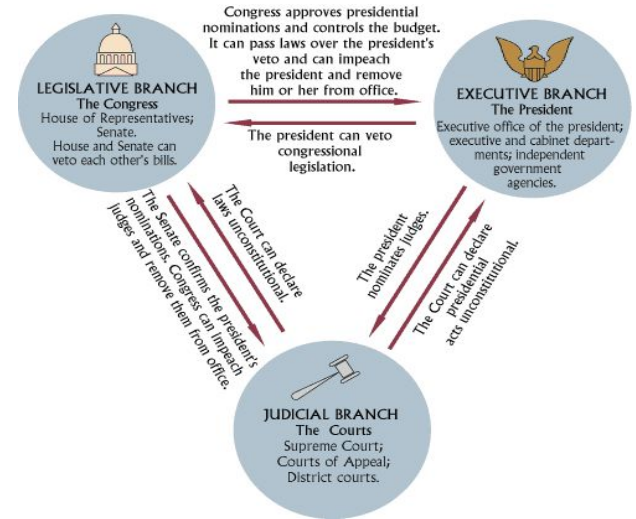 Congress approves presidential
nominations and controls the budget.
It can pass laws over the president's
veto and can impeach
the president and remove
him or her from office.
LEGISLATIVE BRANCH
The Congress
House of Representatives;
Senate.
House and Senate can
veto each other's bills.
EXECUTIVE BRANCH
The President
Executive office of the president;
executive and cabinet depart-
ments; independent
government
agencies.
The president can veto
congressional
legislation.
The Senate confirms the president's
nominations. Congress can impeach
judges and remove them from office.
The Court can declare
laws unconstitutional.
The president
nominates judges.
The Court can declare
presidential
acts unconstitutional.
JUDICIAL BRANCH
The Courts
Supreme Court;
Courts of Appeal;
District courts.